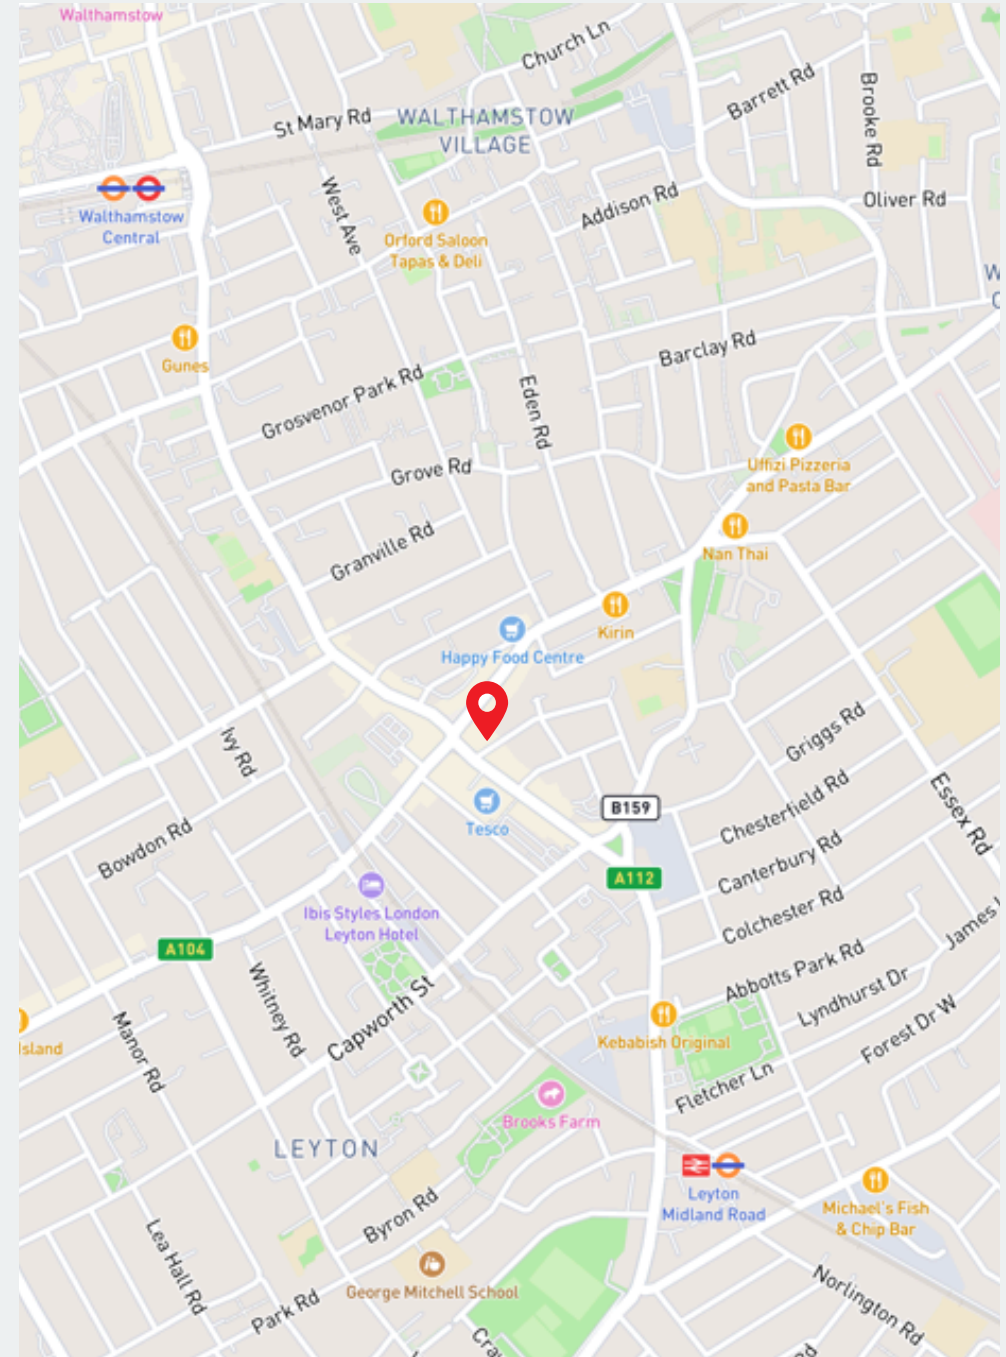 Walthamstow
Church Ln
Barrett Rd
Brooke Rd
St Mary Rd
WALTHAMSTOW
VILLAGE
West Ave
Addison Rd
Oliver Rd
Walthamstow
Central
Orford Saloon
Tapas & Deli
W
C
Gunes
Barclay Rd
Grosvenor Park Rd
Eden Rd
Grove Rd
Uffizi Pizzeria
and Pasta Bar
Granville Rd
Nan Thai
Kirin
Happy Food Centre
Ivy Rd
Griggs Rd
Essex Rd
Chesterfield Rd
B159
Tesco
Bowdon Rd
Canterbury Rd
A112
Colchester Rd
Ibis Styles London
Leyton Hotel
James
A104
Abbotts Park Rd
Whitney Rd
Lyndhurst Dr
Capworth St
Forest Dr W
Island
Manor Rd
Kebabish Original
Fletcher Ln
Brooks Farm
LEYTON
Leyton
Midland Road
Michael's Fish
& Chip Bar
Byron Rd
Lea Hall Rd
George Mitchell School
Park Rd
Norlington Rd
Cra
Rd